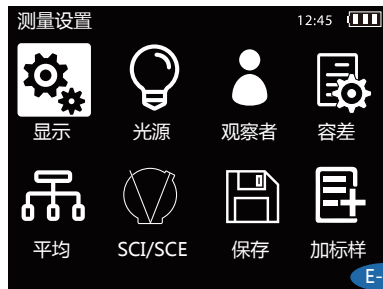 测量设置 12:45
显示 光源 观察者 容差
平均 SCI/SCE 保存 加标样
E-